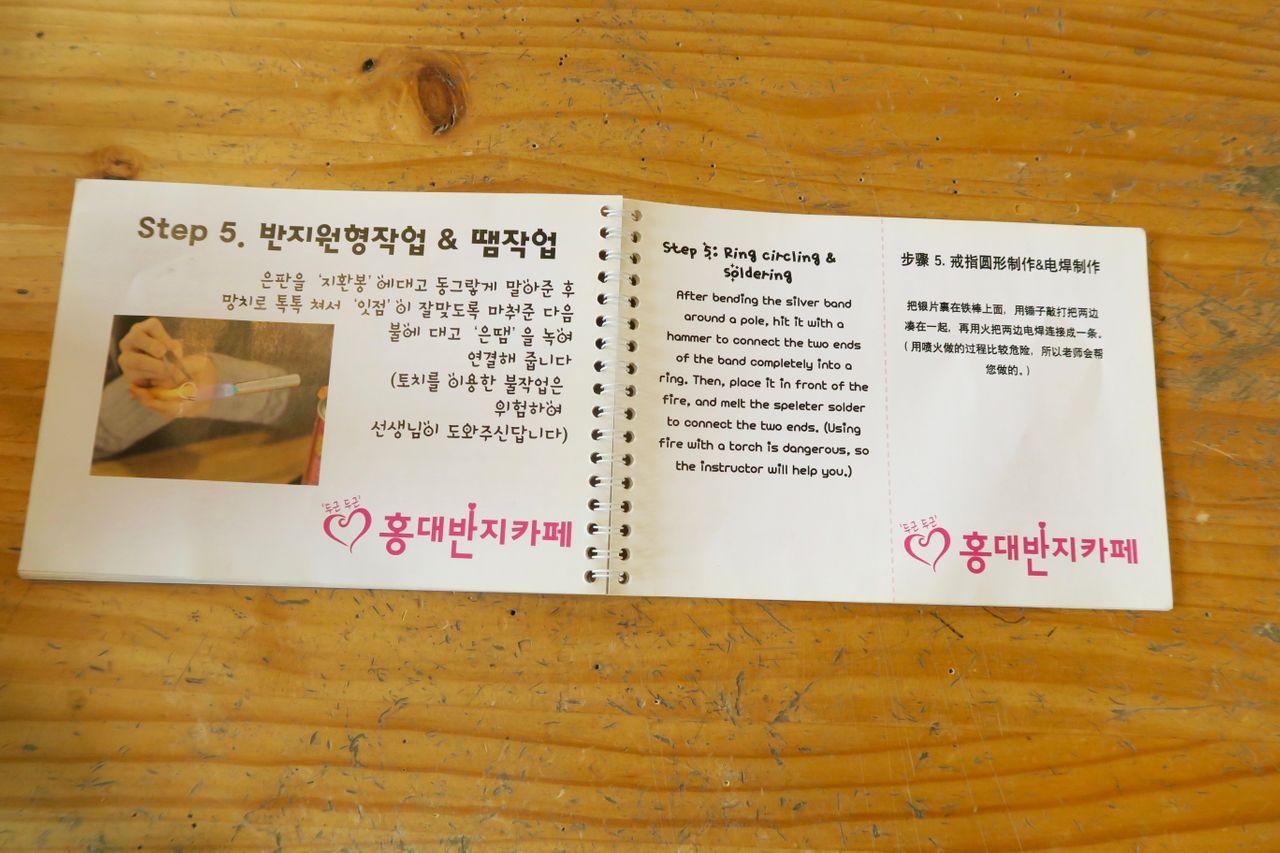 Step 5. 반지원형작업 & 땜작업
은판을 '지환봉'에대고 동그랗게 말아준 후
망치로 톡톡 쳐서 '잇점'이 잘맞도록 마춰준 다음
불에 대고 '은땜'을 녹여
연결해 줍니다
(토치를 이용한 불작업은
위험하여
선생님이 도와주신답니다)
'두근 두근'
홍대반지카페
Step 5: Ring circling &
soldering
After bending the silver band
around a pole, hit it with a
hammer to connect the two ends
of the band completely into a
ring. Then, place it in front of the
fire, and melt the speleter solder
to connect the two ends. (Using
fire with a torch is dangerous, so
the instructor will help you.)
步骤 5. 戒指圆形制作&电焊制作
把银片裹在铁棒上面，用锤子敲打把两边
凑在一起，再用火把两边电焊连接成一条。
(用喷火做的过程比较危险，所以老师会帮
您做的。)
'두근 두근'
홍대반지카페